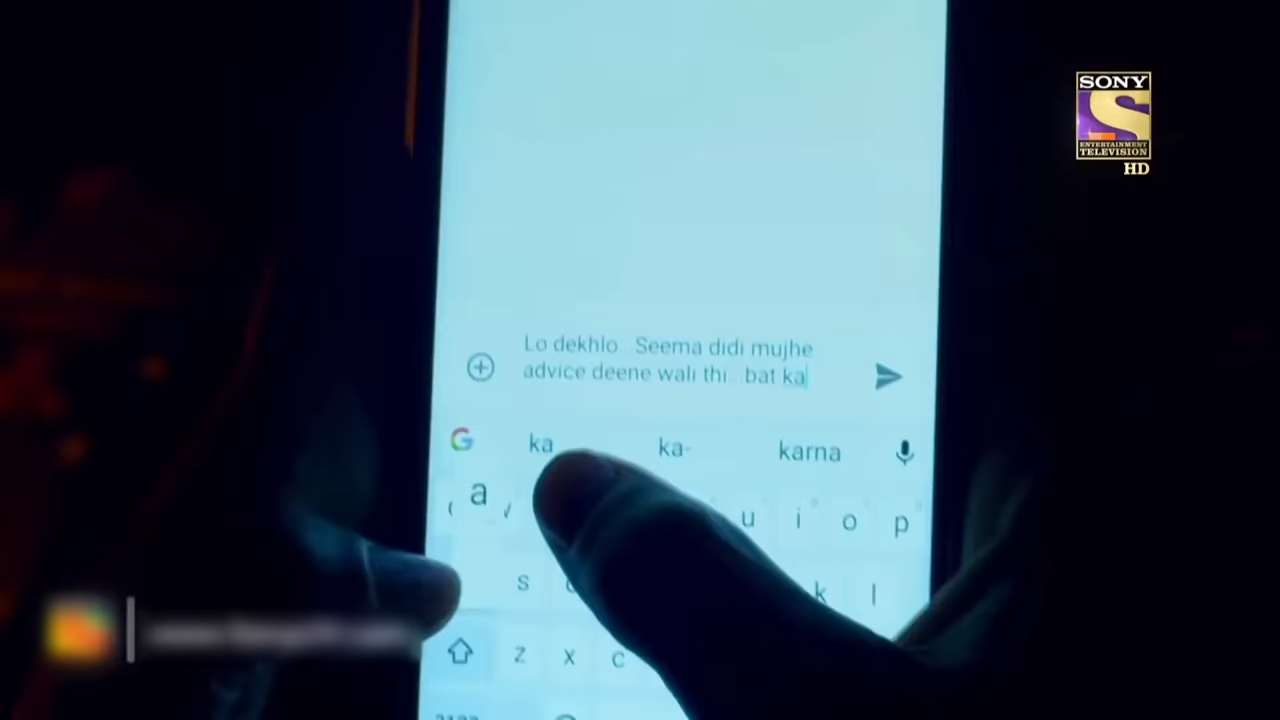 SONY
ENTERTAINMENT
TELEVISION
HD
Lo dekhlo Seema didi mujhe
advice deene wali thi...bat ka
ka ka- karna
a
u i o p
s k l
z x c